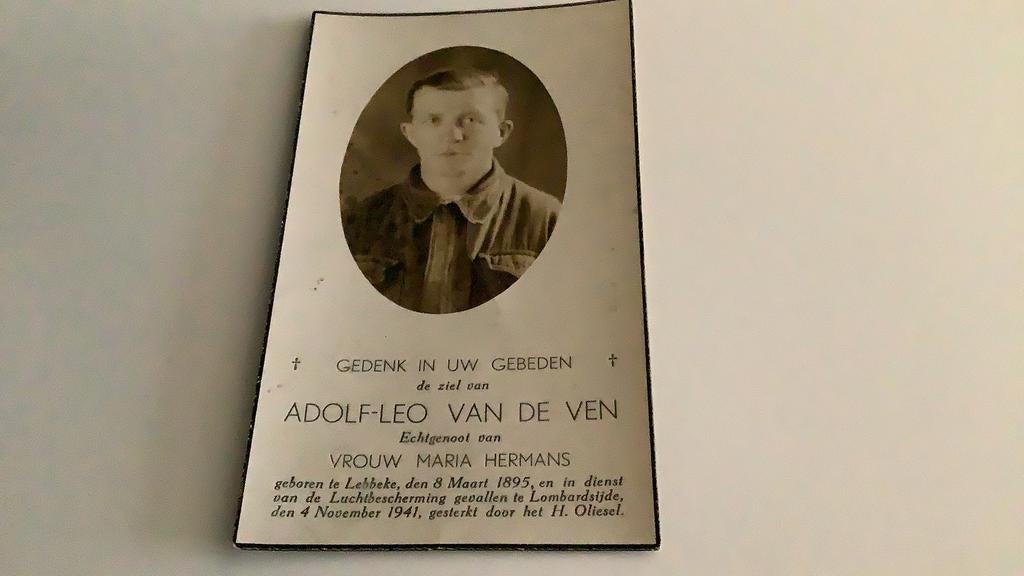 † GEDENK IN UW GEBEDEN †
de ziel van
ADOLF-LEO VAN DE VEN
Echtgenoot van
VROUW MARIA HERMANS
geboren te Lebbeke, den 8 Maart 1895, en in dienst
van de Luchtbescherming gevallen te Lombardsijde,
den 4 November 1941, gesterkt door het H. Oliesel.